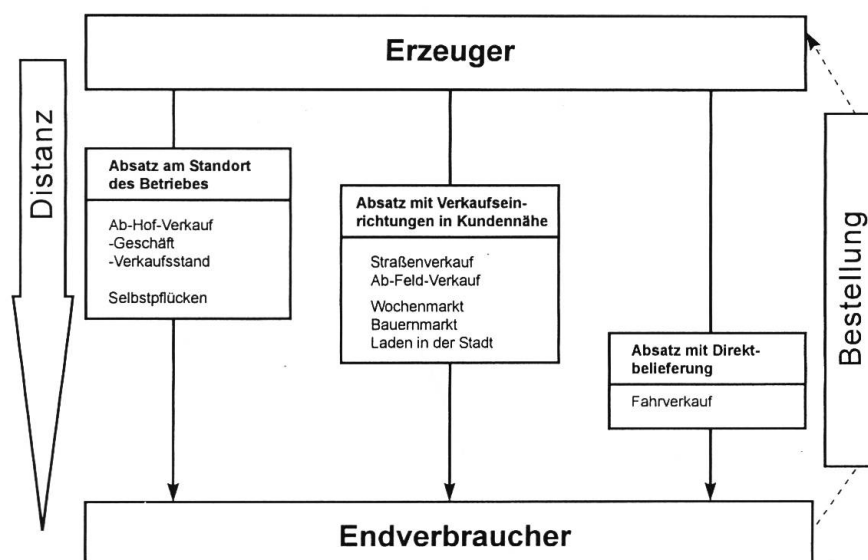 Erzeuger
Distanz
Absatz am Standort
des Betriebes
Ab-Hof-Verkauf
-Geschäft
-Verkaufsstand
Selbstpflücken
Absatz mit Verkaufsein-
richtungen in Kundennähe
Straßenverkauf
Ab-Feld-Verkauf
Wochenmarkt
Bauernmarkt
Laden in der Stadt
Absatz mit Direkt-
belieferung
Fahrverkauf
Bestellung
Endverbraucher